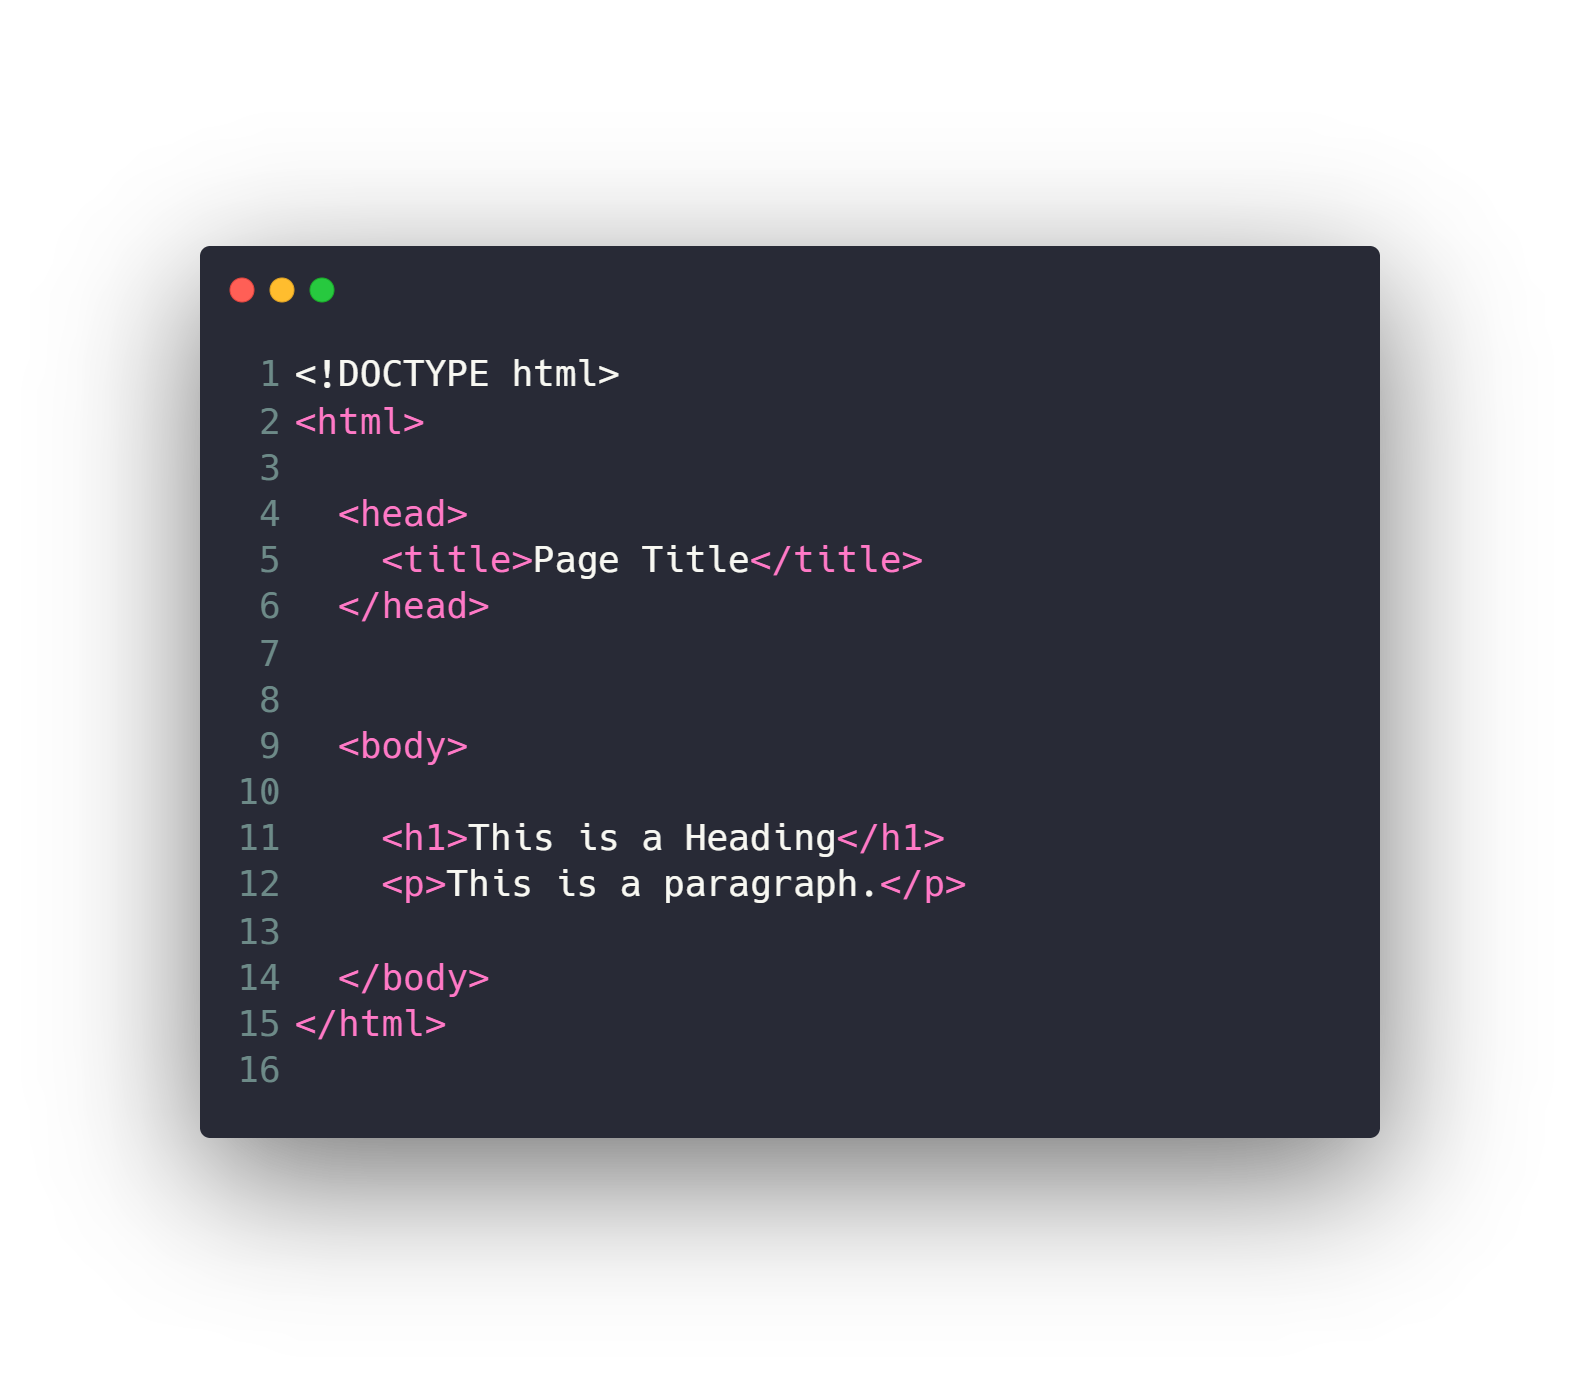 1 <!DOCTYPE html>
2 <html>
3
4   <head>
5     <title>Page Title</title>
6   </head>
7
8
9   <body>
10
11     <h1>This is a Heading</h1>
12     <p>This is a paragraph.</p>
13
14   </body>
15 </html>
16